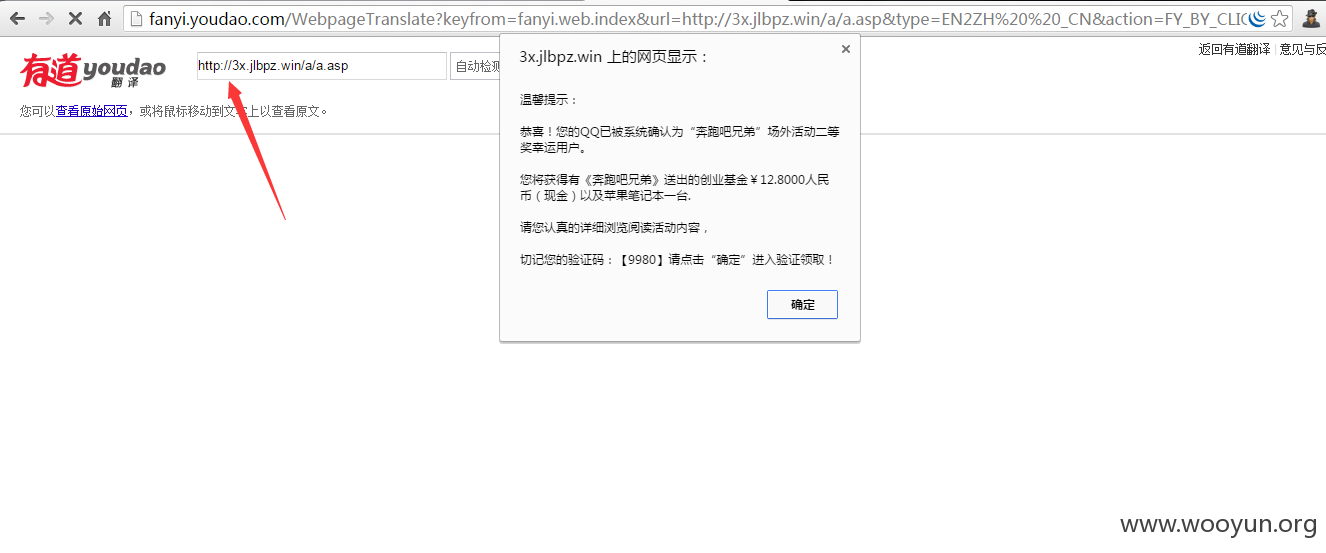 fanyi.youdao.com/WebpageTranslate?keyfrom=fanyi.web.index&url=http://3x.jlbpz.win/a/a.asp&type=EN2ZH%20%20_CN&action=FY_BY_CLIC
返回有道翻译 | 意见与反
有道 youdao 翻译
http://3x.jlbpz.win/a/a.asp
自动检测
您可以查看原始网页，或将鼠标移动到文本上以查看原文。
3x.jlbpz.win 上的网页显示：
温馨提示：
恭喜！您的QQ已被系统确认为“奔跑吧兄弟”场外活动二等
奖幸运用户。
您将获得有《奔跑吧兄弟》送出的创业基金￥12.8000人民
币（现金）以及苹果笔记本一台.
请您认真的详细浏览阅读活动内容，
切记您的验证码：【9980】请点击“确定”进入验证领取！
确定
www.wooyun.org